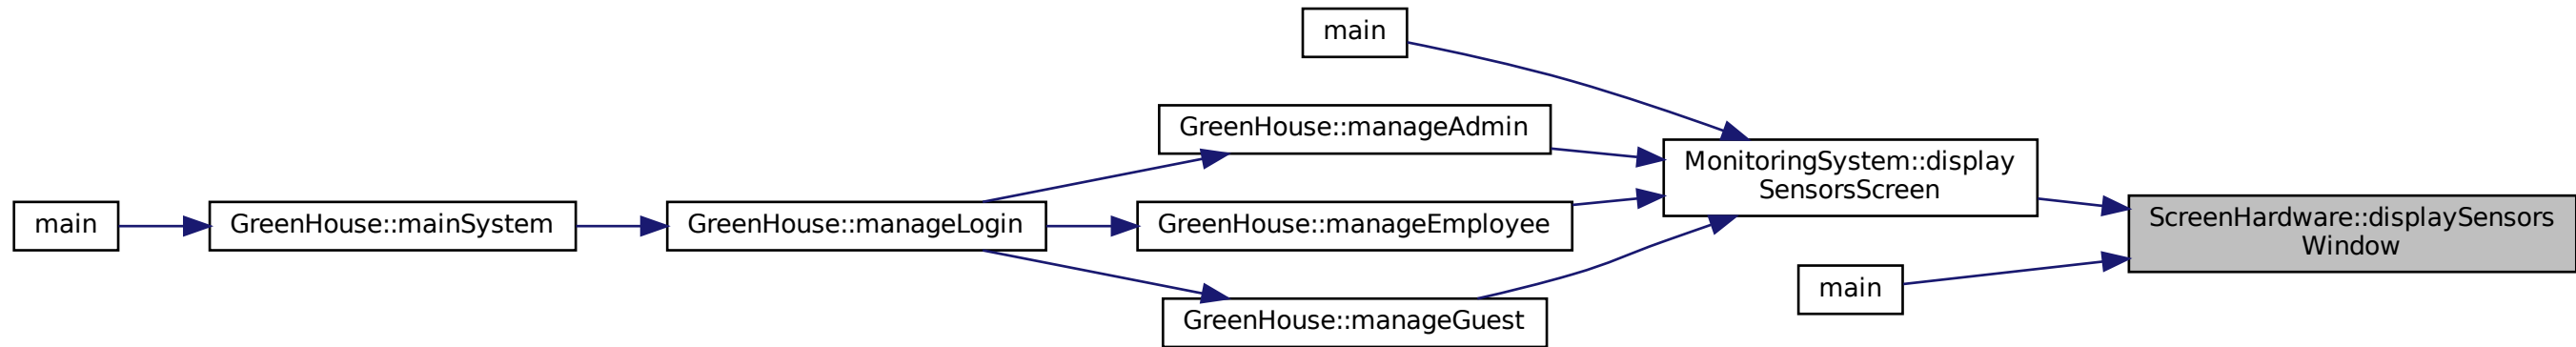 main
GreenHouse::manageAdmin
MonitoringSystem::display
SensorsScreen
main
GreenHouse::mainSystem
GreenHouse::manageLogin
GreenHouse::manageEmployee
ScreenHardware::displaySensors
Window
main
GreenHouse::manageGuest